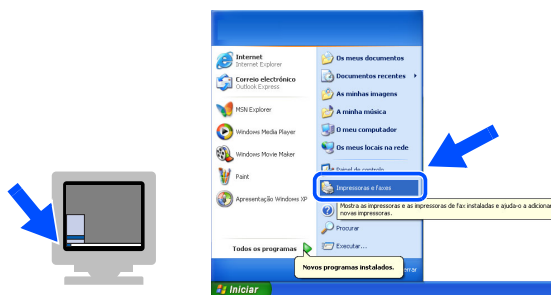 Internet
Internet Explorer
Correio electrónico
Outlook Express
MSN Explorer
Windows Media Player
Windows Movie Maker
Paint
Apresentação Windows XP
Todos os programas
Os meus documentos
Documentos recentes
As minhas imagens
A minha música
O meu computador
Os meus locais na rede
Painel de controlo
Impressoras e faxes
Mostra as impressoras e as impressoras de fax instaladas e ajuda-o a adicionar
novas impressoras.
Procurar
Executar...
Novos programas instalados.
Iniciar